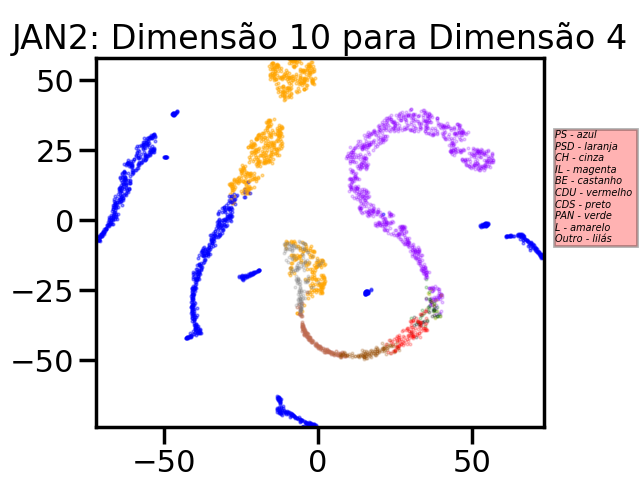 JAN2: Dimensão 10 para Dimensão 4
50
25
0
−25
−50
−50
0
50
PS - azul
PSD - laranja
CH - cinza
IL - magenta
BE - castanho
CDU - vermelho
CDS - preto
PAN - verde
L - amarelo
Outro - lilás